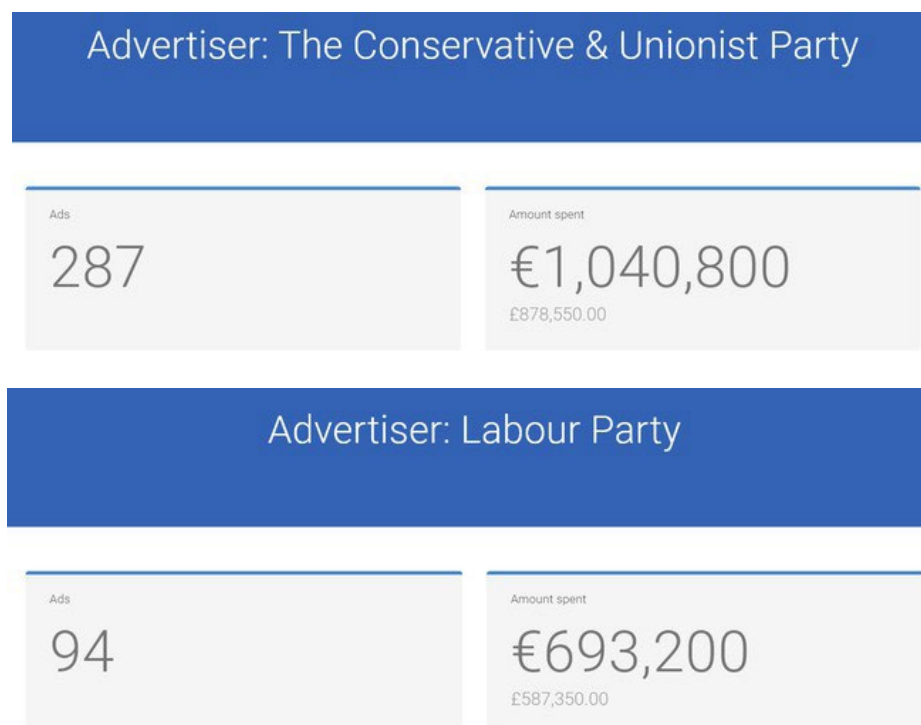 Advertiser: The Conservative & Unionist Party
Ads
287
Amount spent
€1,040,800
£878,550.00
Advertiser: Labour Party
Ads
94
Amount spent
€693,200
£587,350.00